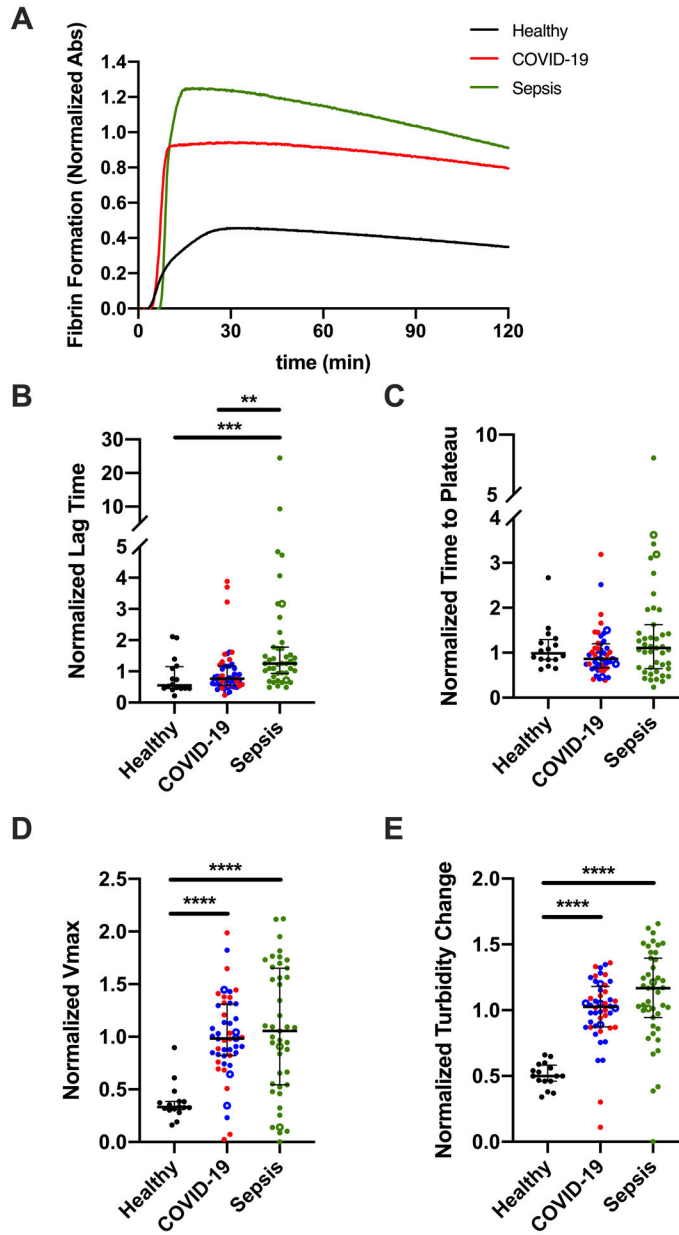 A
Healthy
COVID-19
Sepsis
Fibrin Formation (Normalized Abs)
1.4
1.2
1.0
0.8
0.6
0.4
0.2
0.0
0 30 60 90 120
time (min)
B
**
***
Normalized Lag Time
30
20
10
5
4
3
2
1
0
Healthy
COVID-19
Sepsis
C
Normalized Time to Plateau
10
5
4
3
2
1
0
Healthy
COVID-19
Sepsis
D
****
****
Normalized Vmax
2.5
2.0
1.5
1.0
0.5
0.0
Healthy
COVID-19
Sepsis
E
****
****
Normalized Turbidity Change
2.0
1.5
1.0
0.5
0.0
Healthy
COVID-19
Sepsis